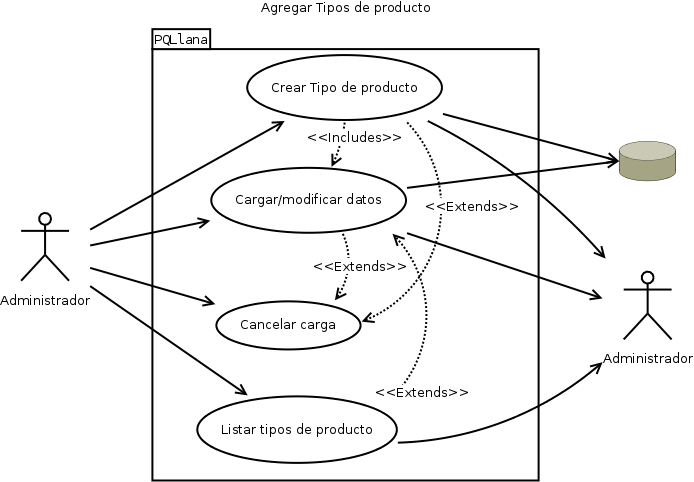 Agregar Tipos de producto
PQLlana
Crear Tipo de producto
<<Includes>>
Cargar/modificar datos
<<Extends>>
<<Extends>>
Administrador
Cancelar carga
Administrador
<<Extends>>
Listar tipos de producto